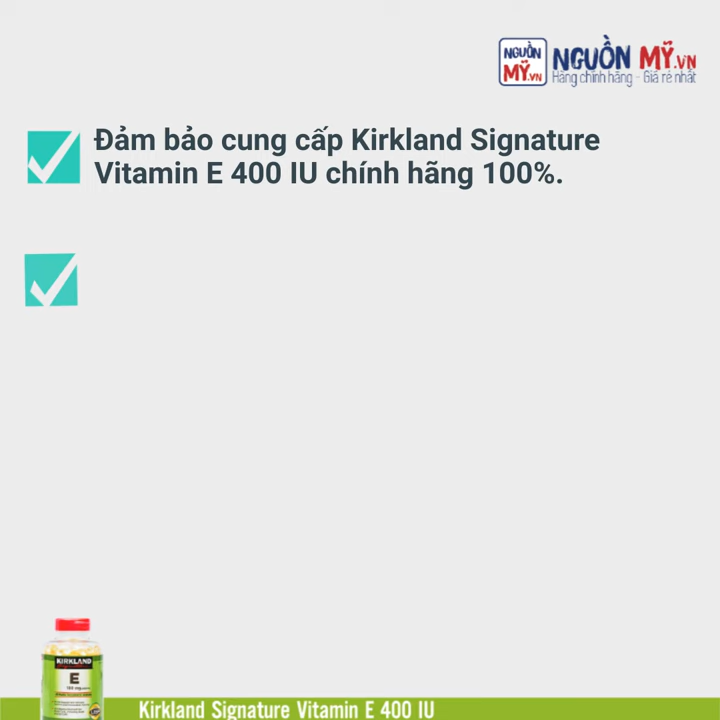 NGUỒN
MỸ.VN
NGUỒN MỸ.VN
Hàng chính hãng - Giá rẻ nhất
Đảm bảo cung cấp Kirkland Signature
Vitamin E 400 IU chính hãng 100%.
KIRKLAND
E
Kirkland Signature Vitamin E 400 IU